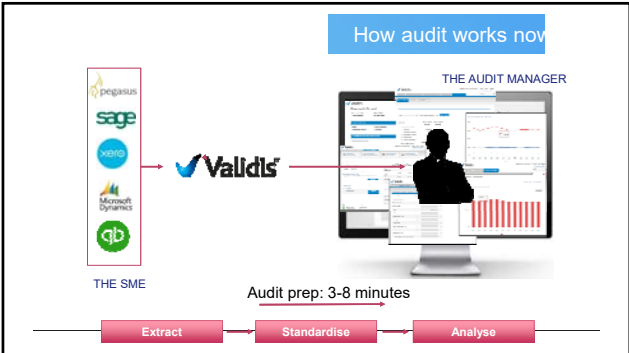 How audit works now
THE AUDIT MANAGER
pegasus
sage
xero
Microsoft
Dynamics
qb
Validis
THE SME
Audit prep: 3-8 minutes
Extract
Standardise
Analyse